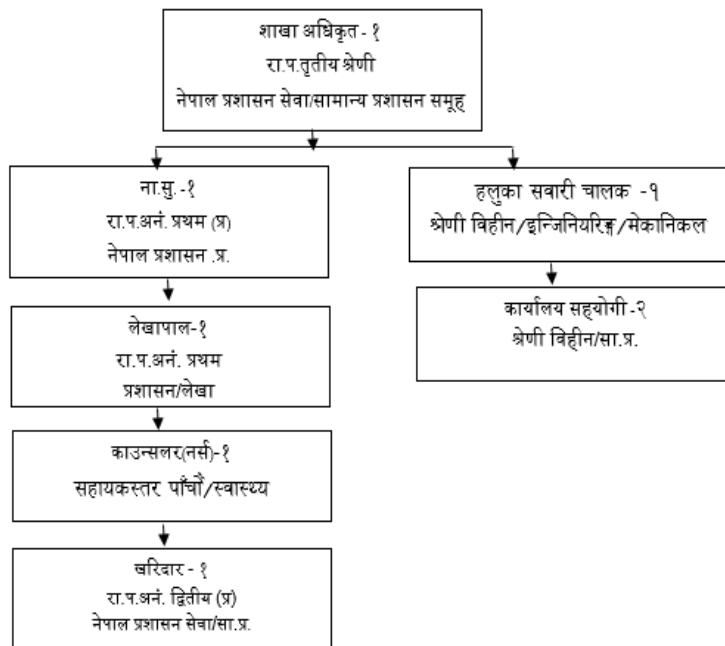 शाखा अधिकृत - १
रा.प.तृतीय श्रेणी
नेपाल प्रशासन सेवा/सामान्य प्रशासन समूह
ना.सु. -१
रा.प.अनं. प्रथम (प्र)
नेपाल प्रशासन .प्र.
लेखापाल-१
रा.प.अनं. प्रथम
प्रशासन/लेखा
काउन्सलर(नर्स)-१
सहायकस्तर पाँचौं/स्वास्थ्य
खरिदार - १
रा.प.अनं. द्वितीय (प्र)
नेपाल प्रशासन सेवा/सा.प्र.
हलुका सवारी चालक -१
श्रेणी विहीन/इन्जिनियरिङ्ग/मेकानिकल
कार्यालय सहयोगी -२
श्रेणी विहीन/सा.प्र.